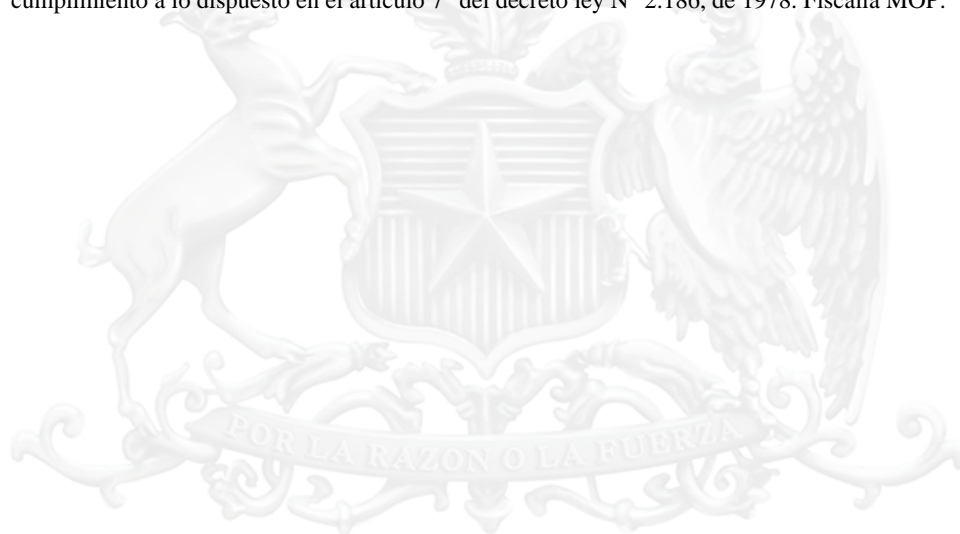 cumplimiento a lo dispuesto en el artículo 7° del decreto ley N° 2.186, de 1978. Fiscalía MOP.
POR LA RAZON O LA FUERZA